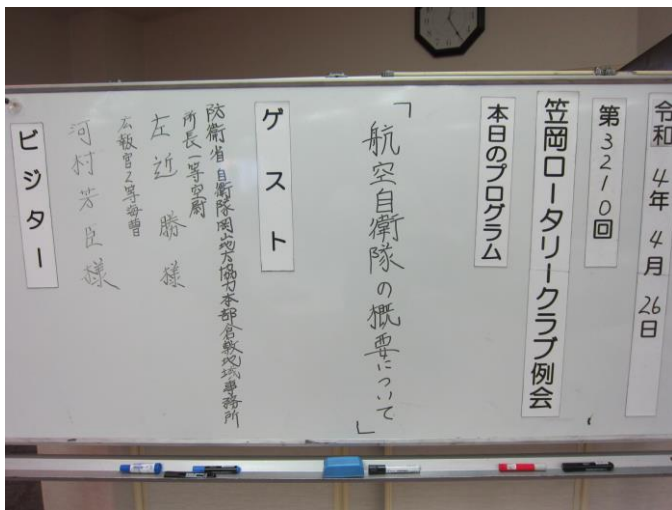 令和 4年 4月 26日
第3210回
笠岡ロータリークラブ例会
本日のプログラム
「航空自衛隊の概要について」
ゲスト
防衛省 自衛隊岡山地方協力本部倉敷地域事務所
所長一等空尉
左近 勝 様
広報官2等海曹
河村芳臣様
ビジター